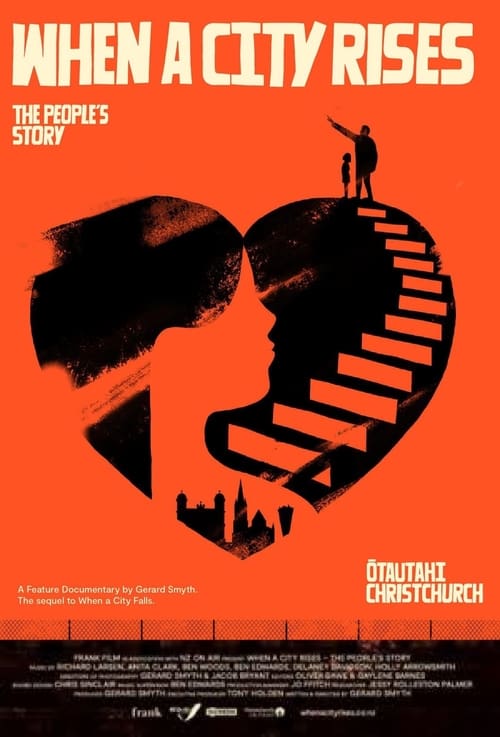 WHEN A CITY RISES
THE PEOPLE'S
STORY
A Feature Documentary by Gerard Smyth.
The sequel to When a City Falls.
ŌTAUTAHI
CHRISTCHURCH
FRANK FILM IN ASSOCIATION WITH NZ ON AIR PRESENT WHEN A CITY RISES – THE PEOPLE'S STORY
MUSIC BY RICHARD LARSEN, ANITA CLARK, BEN WOODS, BEN EDWARDS, DELANEY DAVIDSON, HOLLY ARROWSMITH
DIRECTORS OF PHOTOGRAPHY GERARD SMYTH & JACOB BRYANT EDITORS OLIVER DAWE & GAYLENE BARNES
SOUND DESIGN CHRIS SINCLAIR MUSIC SUPERVISOR BEN EDWARDS PRODUCTION MANAGER JO FFITCH RESEARCHER JESSY ROLLESTON PALMER
PRODUCER GERARD SMYTH EXECUTIVE PRODUCER TONY HOLDEN WRITTEN & DIRECTED BY GERARD SMYTH
frank
whenacityrises.co.nz